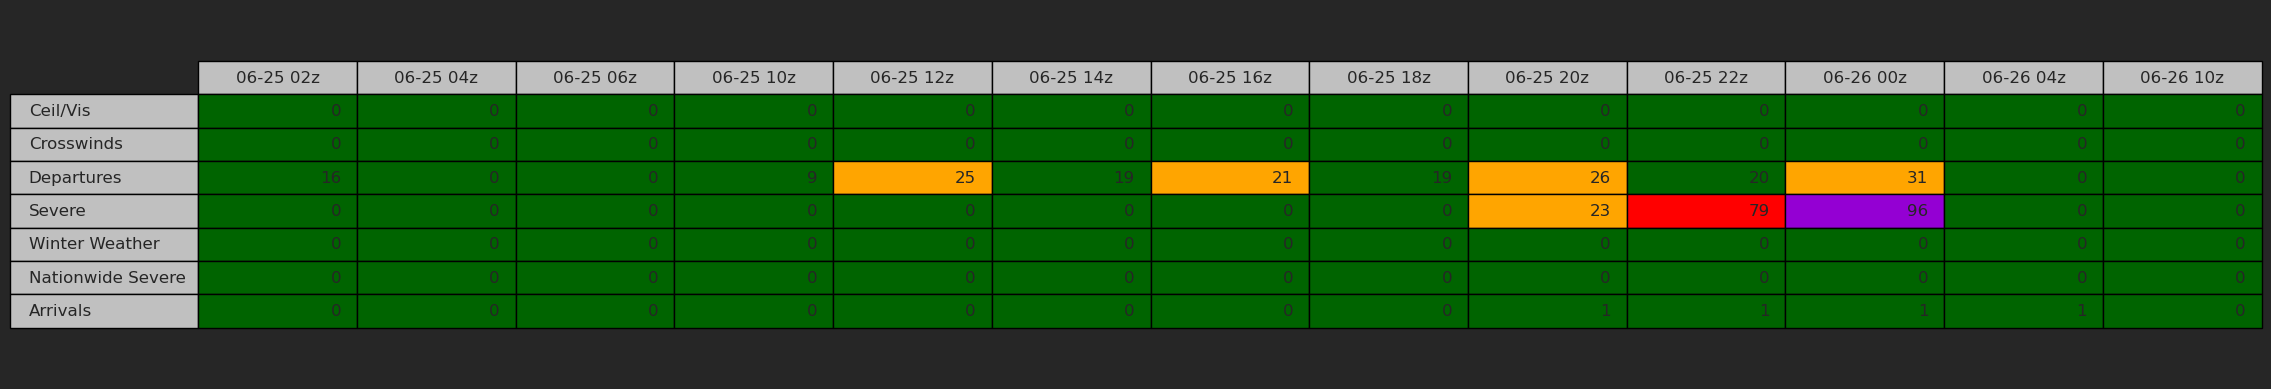 06-25 02z 06-25 04z 06-25 06z 06-25 10z 06-25 12z 06-25 14z 06-25 16z 06-25 18z 06-25 20z 06-25 22z 06-26 00z 06-26 04z 06-26 10z
Ceil/Vis 0 0 0 0 0 0 0 0 0 0 0 0 0
Crosswinds 0 0 0 0 0 0 0 0 0 0 0 0 0
Departures 16 0 0 9 25 19 21 19 26 20 31 0 0
Severe 0 0 0 0 0 0 0 0 23 79 96 0 0
Winter Weather 0 0 0 0 0 0 0 0 0 0 0 0 0
Nationwide Severe 0 0 0 0 0 0 0 0 0 0 0 0 0
Arrivals 0 0 0 0 0 0 0 0 1 1 1 1 0